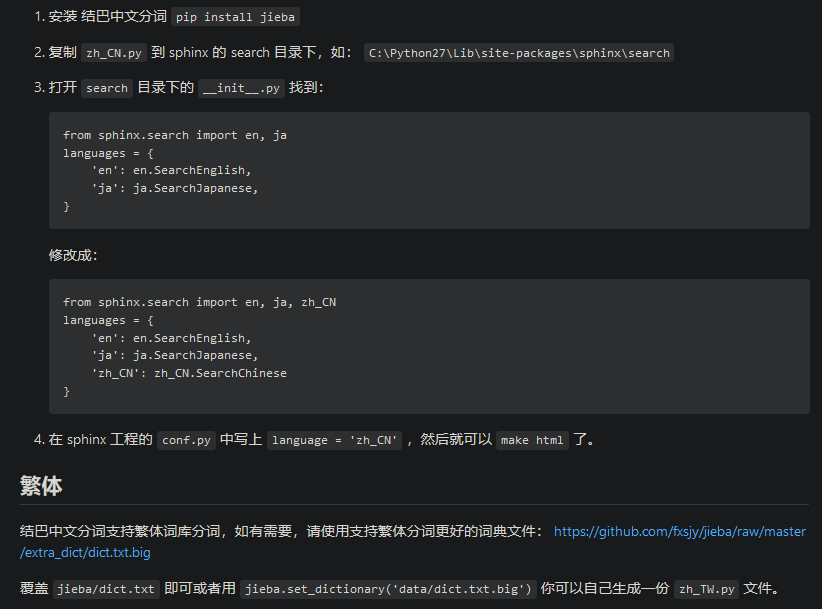 1. 安装 结巴中文分词 pip install jieba
2. 复制 zh_CN.py 到 sphinx 的 search 目录下，如： C:\Python27\Lib\site-packages\sphinx\search
3. 打开 search 目录下的 __init__.py 找到：
from sphinx.search import en, ja
languages = {
    'en': en.SearchEnglish,
    'ja': ja.SearchJapanese,
}
修改成：
from sphinx.search import en, ja, zh_CN
languages = {
    'en': en.SearchEnglish,
    'ja': ja.SearchJapanese,
    'zh_CN': zh_CN.SearchChinese
}
4. 在 sphinx 工程的 conf.py 中写上 language = 'zh_CN' ，然后就可以 make html 了。
繁体
结巴中文分词支持繁体词库分词，如有需要，请使用支持繁体分词更好的词典文件： https://github.com/fxsjy/jieba/raw/master
/extra_dict/dict.txt.big
覆盖 jieba/dict.txt 即可或者用 jieba.set_dictionary('data/dict.txt.big') 你可以自己生成一份 zh_TW.py 文件。